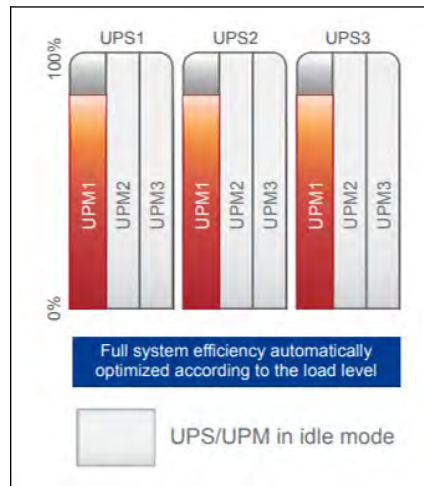 UPS1 UPS2 UPS3
100%
UPM1 UPM2 UPM3 UPM1 UPM2 UPM3 UPM1 UPM2 UPM3
0%
Full system efficiency automatically
optimized according to the load level
UPS/UPM in idle mode